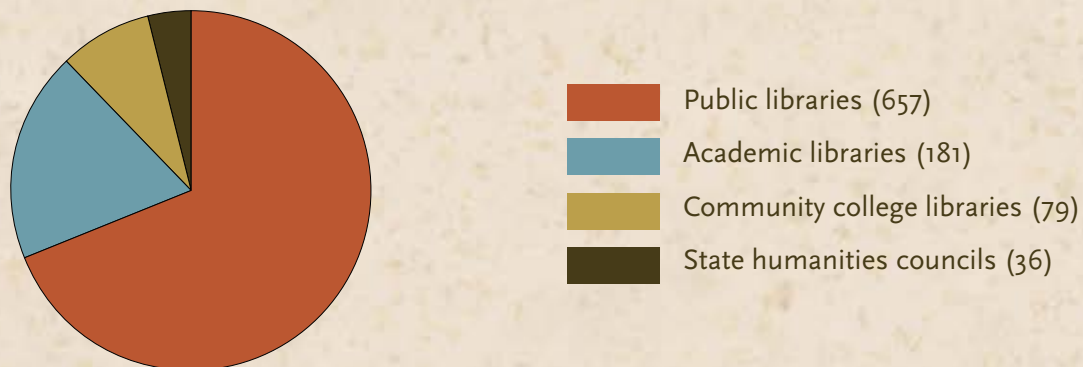 Public libraries (657)
Academic libraries (181)
Community college libraries (79)
State humanities councils (36)